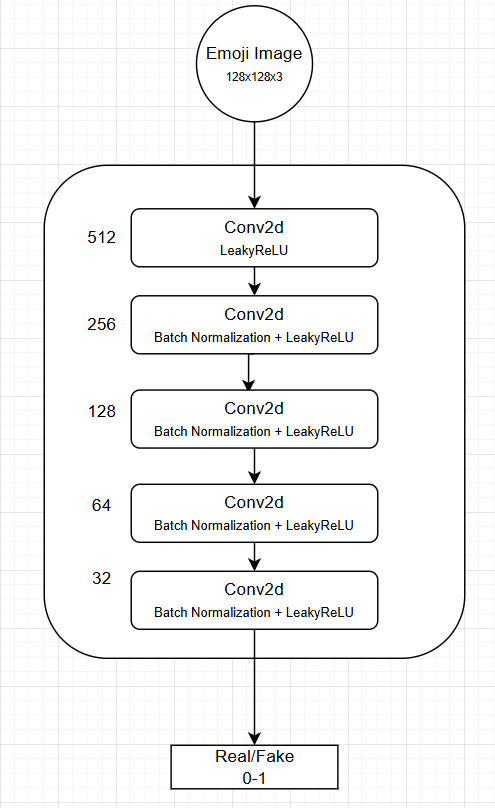 Emoji Image
128x128x3
512
Conv2d
LeakyReLU
256
Conv2d
Batch Normalization + LeakyReLU
128
Conv2d
Batch Normalization + LeakyReLU
64
Conv2d
Batch Normalization + LeakyReLU
32
Conv2d
Batch Normalization + LeakyReLU
Real/Fake
0-1